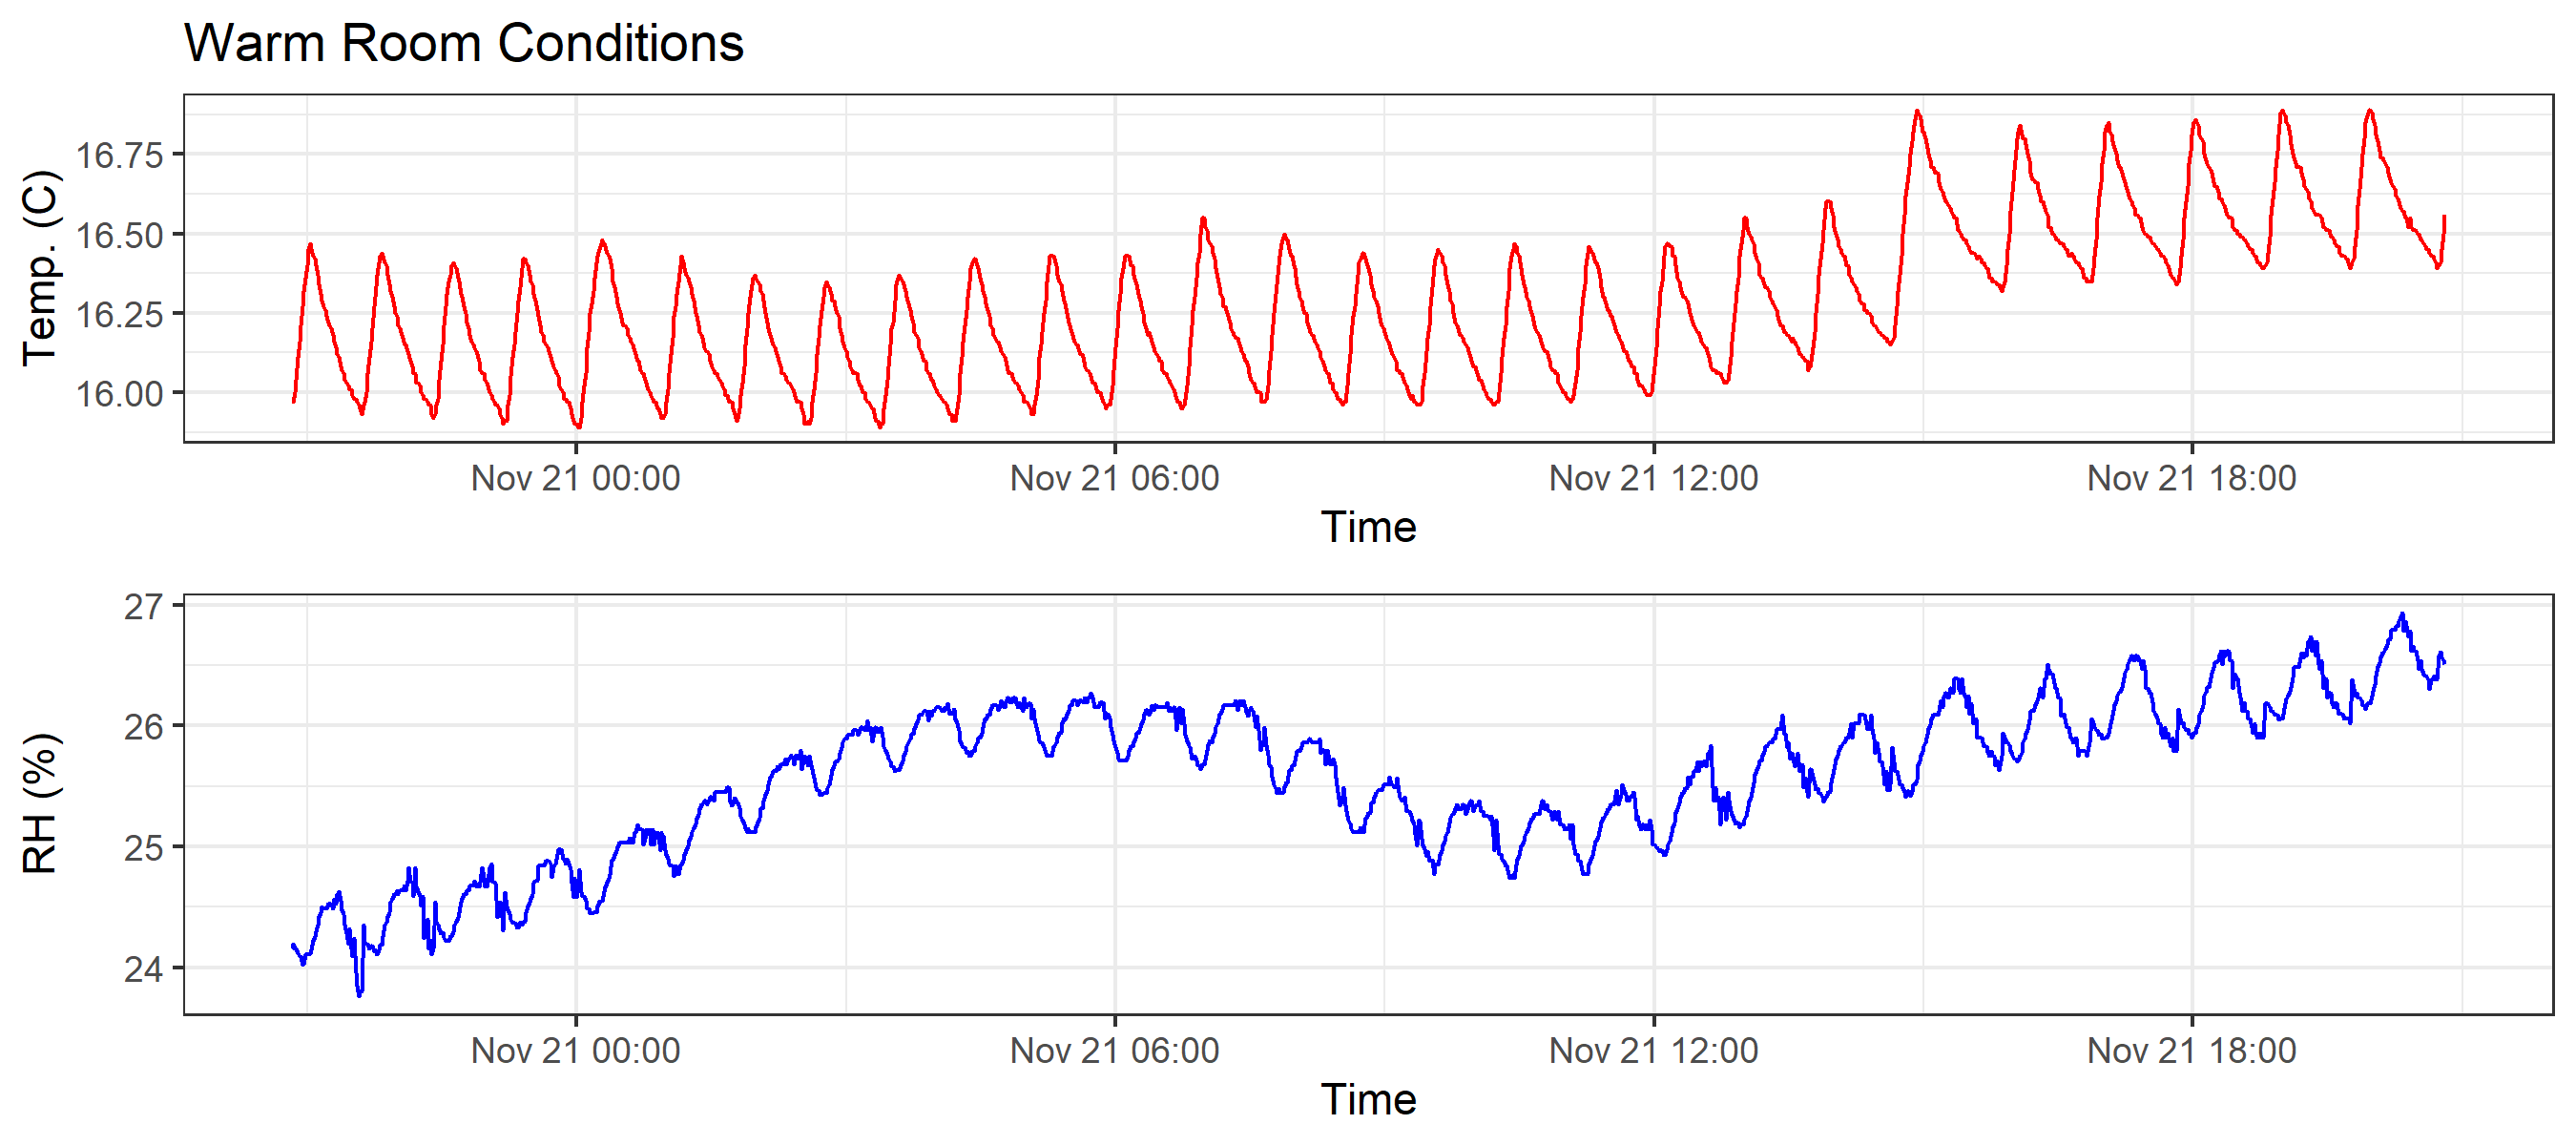 Warm Room Conditions
Temp. (C)
16.75
16.50
16.25
16.00
Nov 21 00:00 Nov 21 06:00 Nov 21 12:00 Nov 21 18:00
Time
RH (%)
27
26
25
24
Nov 21 00:00 Nov 21 06:00 Nov 21 12:00 Nov 21 18:00
Time